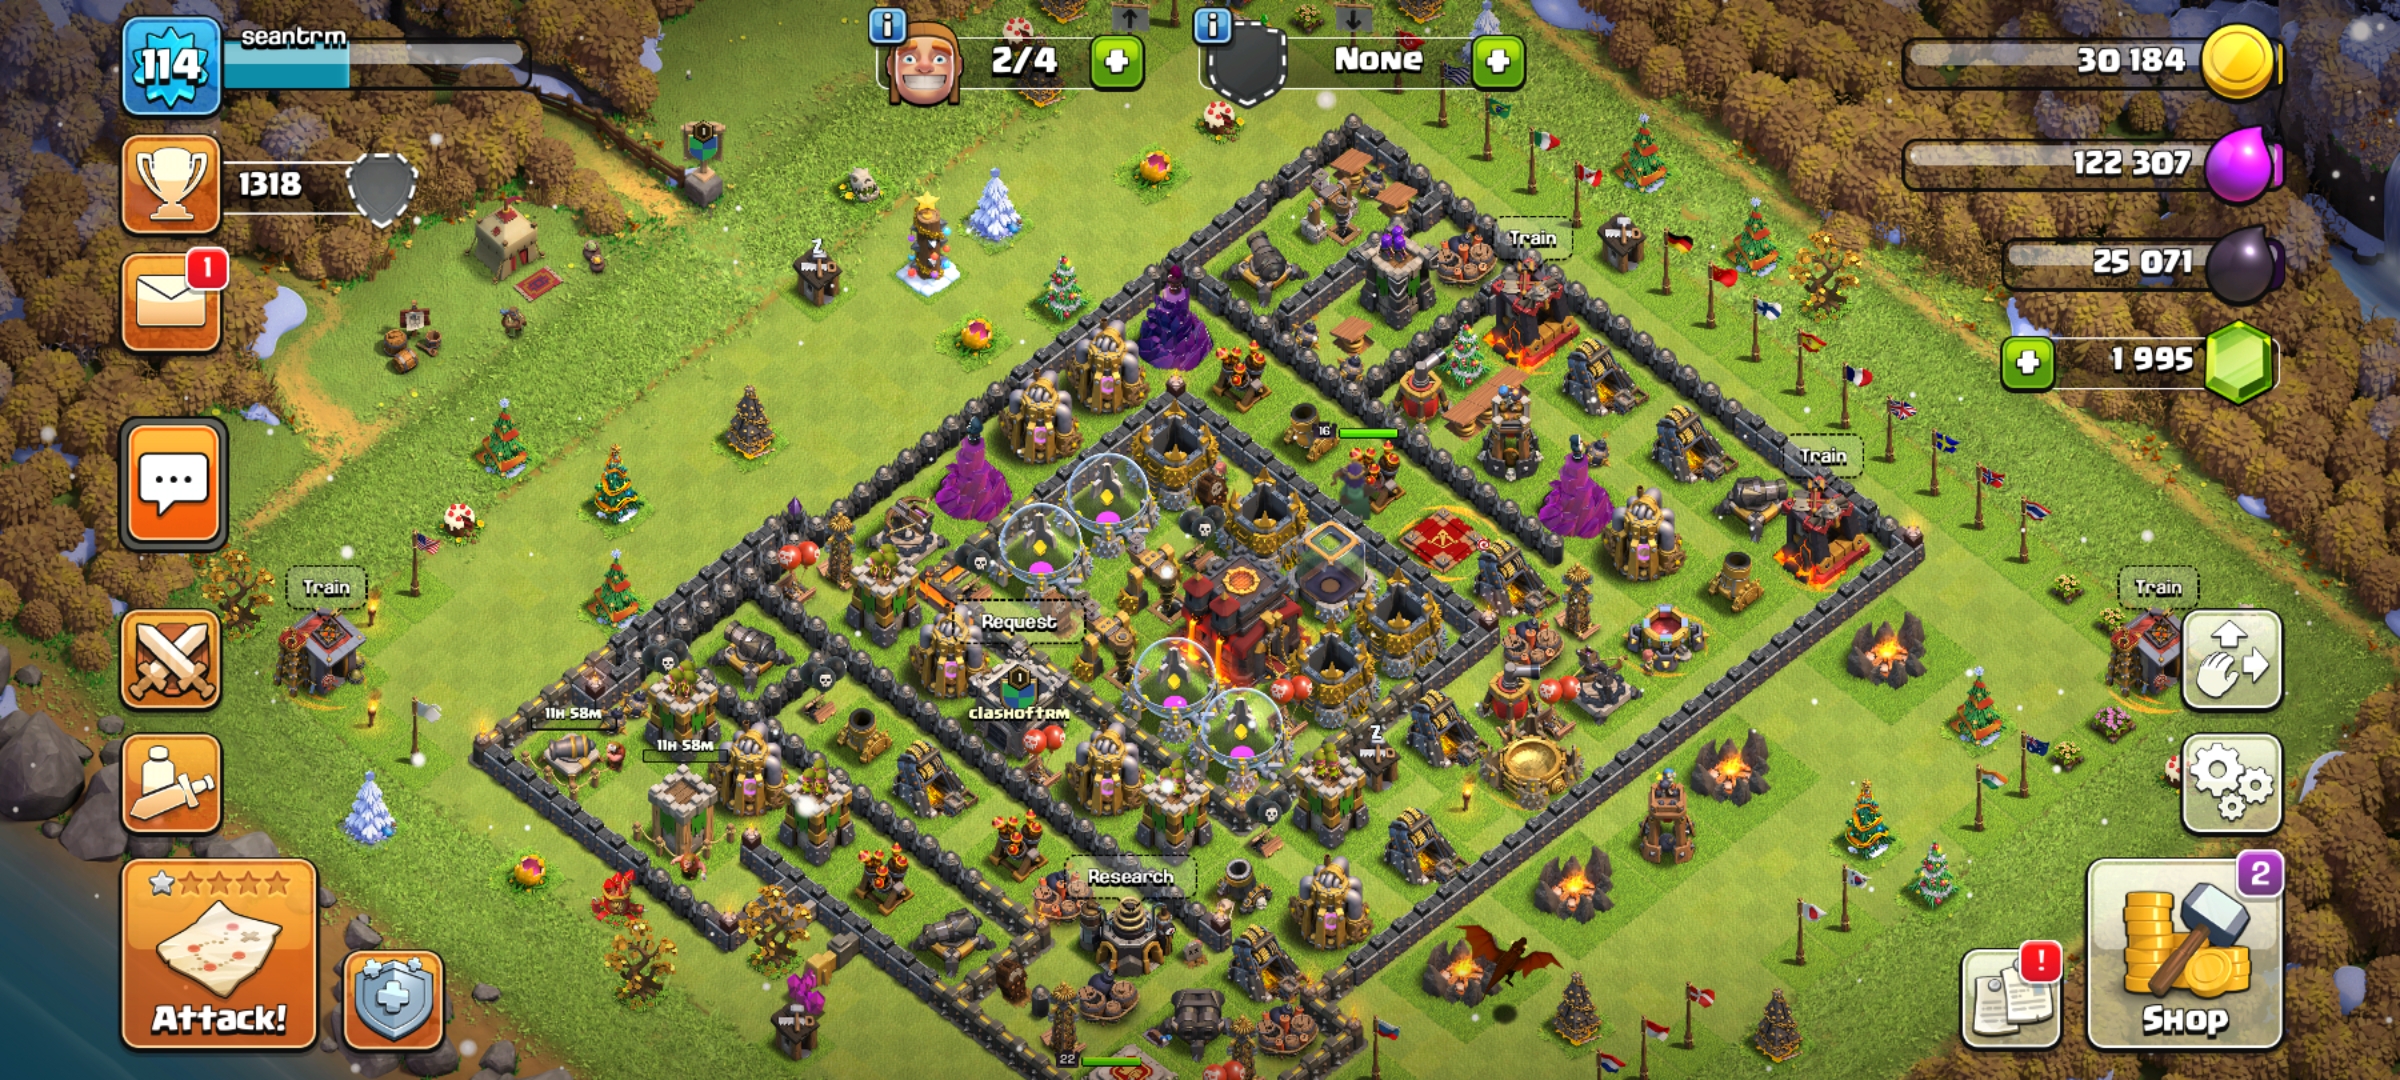 114
seantrm
2/4
None
30 184
1318
122 307
1
25 071
1 995
Train
Train
16
Train
Train
Request
clashoftrm
11H 58M
11H 58M
Research
Attack!
22
2
!
Shop
Z
Z